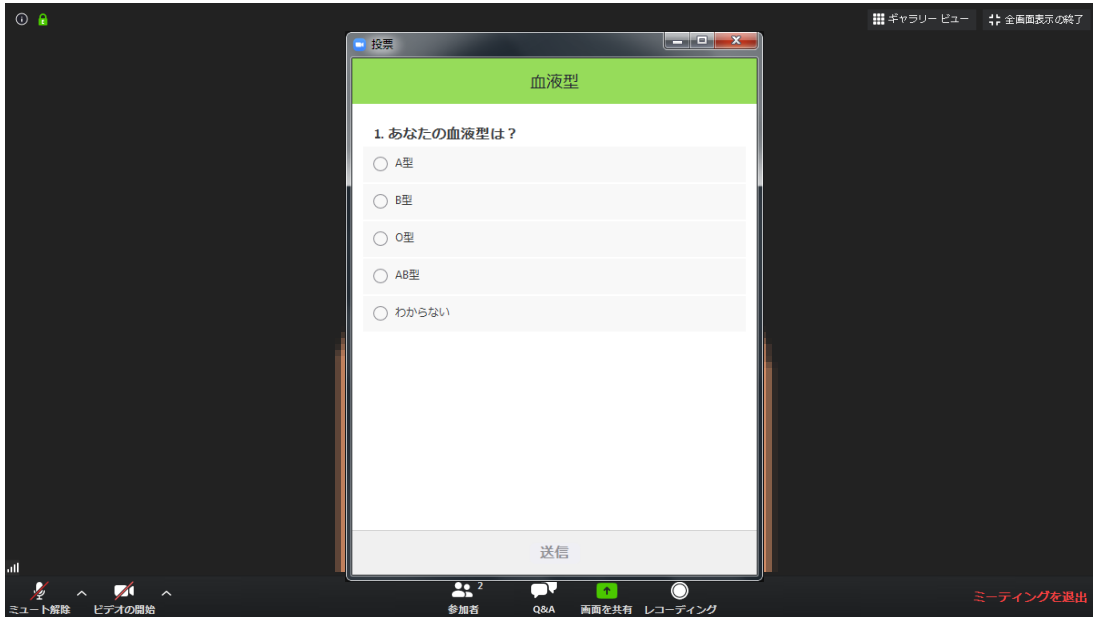 ギャラリー ビュー
全画面表示の終了
投票
血液型
1. あなたの血液型は？
A型
B型
O型
AB型
わからない
送信
ミュート解除
ビデオの開始
2
参加者
Q&A
画面を共有
レコーディング
ミーティングを退出